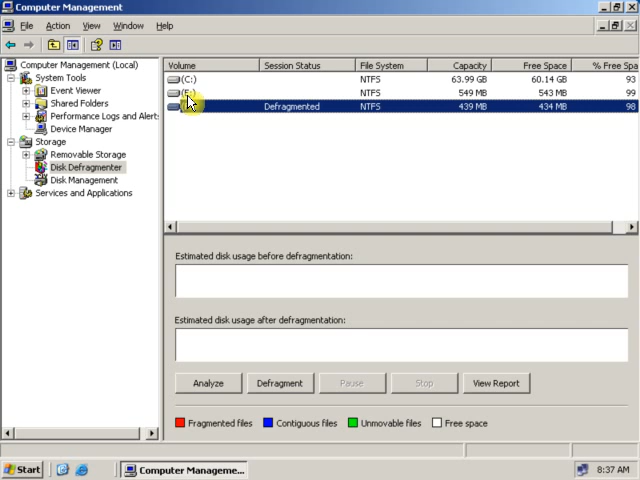 Computer Management
File Action View Window Help
Computer Management (Local)
System Tools
Event Viewer
Shared Folders
Performance Logs and Alert:
Device Manager
Storage
Removable Storage
Disk Defragmenter
Disk Management
Services and Applications
Volume Session Status File System Capacity Free Space % Free Spa
(C:) NTFS 63.99 GB 60.14 GB 93
(E:) NTFS 549 MB 543 MB 99
Defragmented NTFS 439 MB 434 MB 98
Estimated disk usage before defragmentation:
Estimated disk usage after defragmentation:
Analyze Defragment Pause Stop View Report
Fragmented files Contiguous files Unmovable files Free space
Start Computer Manageme... 8:37 AM